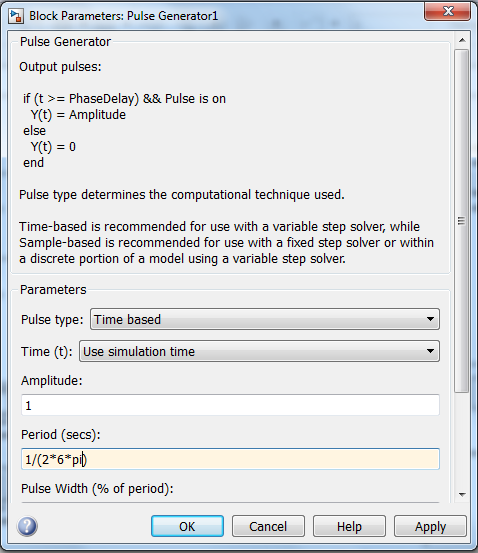 Block Parameters: Pulse Generator1
Pulse Generator
Output pulses:
if (t >= PhaseDelay) && Pulse is on
Y(t) = Amplitude
else
Y(t) = 0
end
Pulse type determines the computational technique used.
Time-based is recommended for use with a variable step solver, while
Sample-based is recommended for use with a fixed step solver or within
a discrete portion of a model using a variable step solver.
Parameters
Pulse type: Time based
Time (t): Use simulation time
Amplitude:
1
Period (secs):
1/(2*6*pi)
Pulse Width (% of period):
? OK Cancel Help Apply